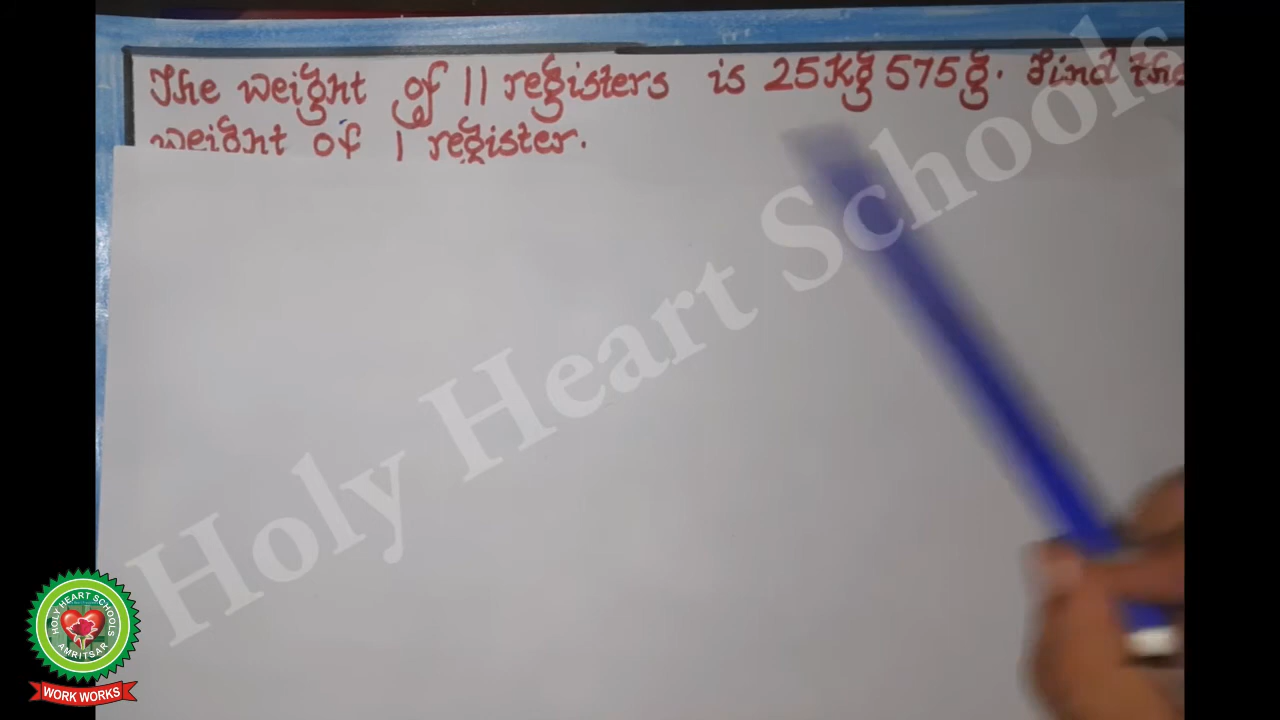 The weight of 11 registers is 25Kg 575g. Find the
weight of 1 register.
Holy Heart Schools
HOLY HEART SCHOOLS
AMRITSAR
WORK WORKS